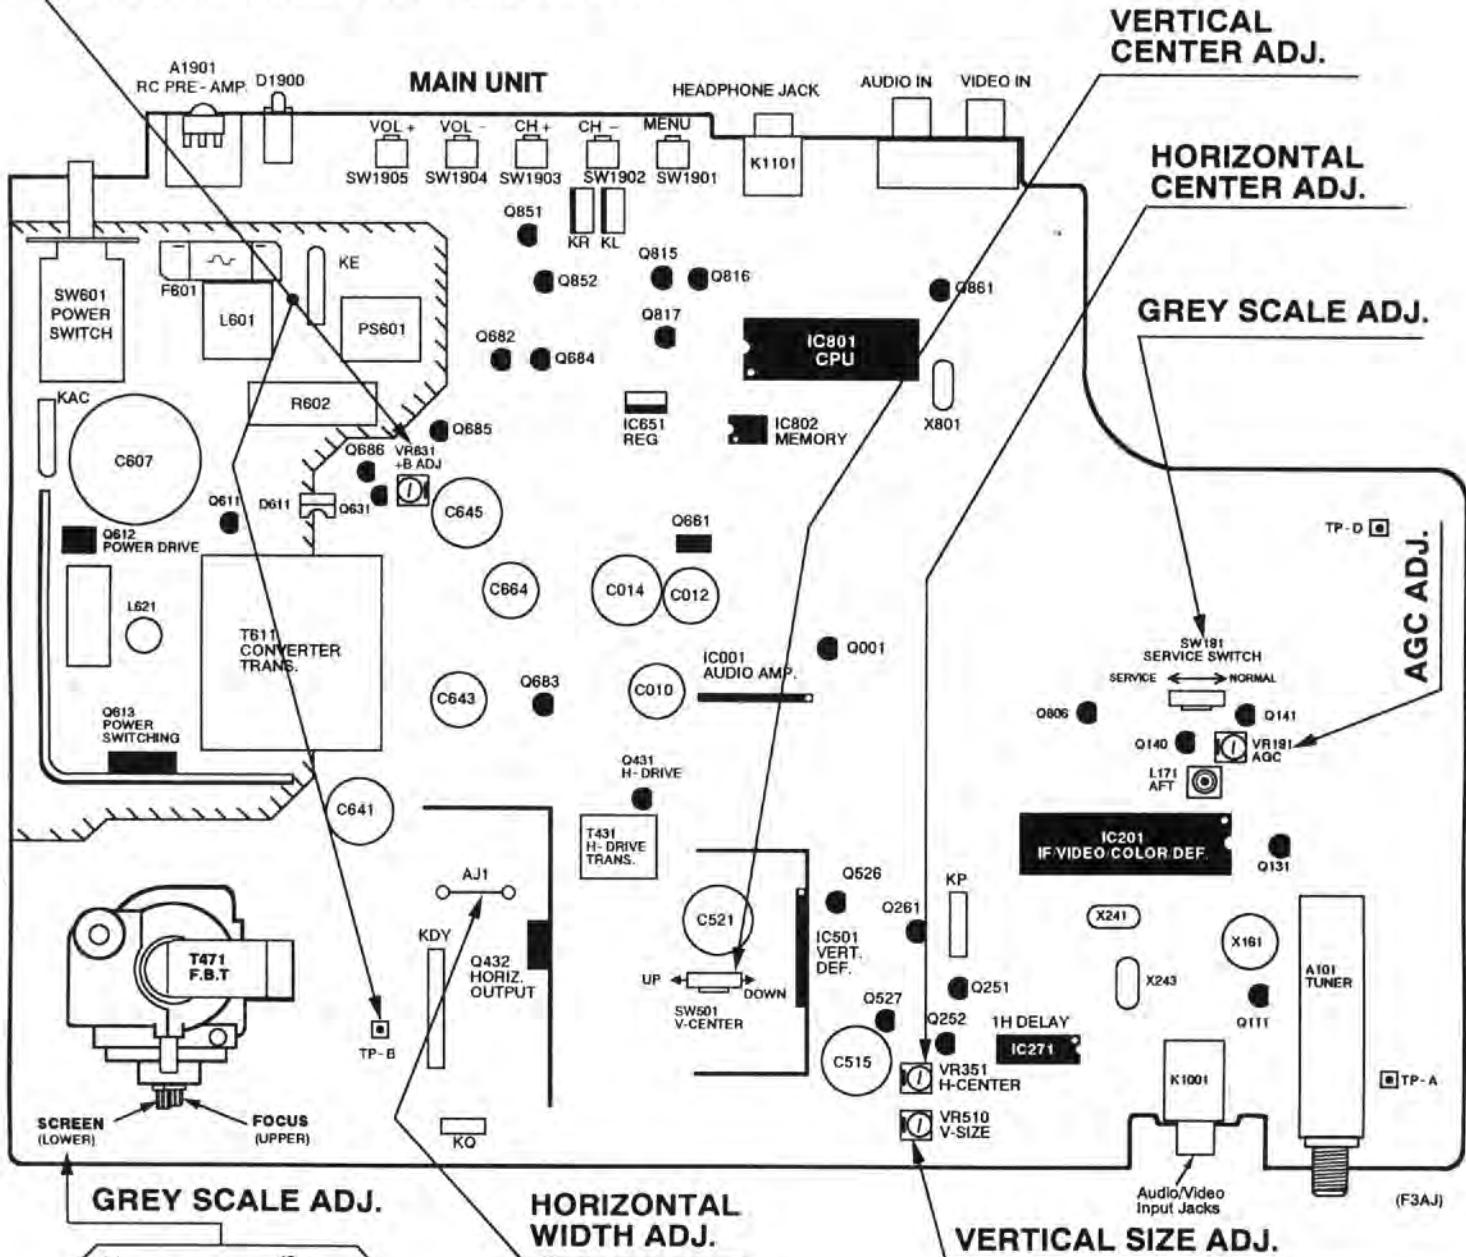 VERTICAL
CENTER ADJ.
A1901
RC PRE-AMP.
D1900
MAIN UNIT
HEADPHONE JACK
AUDIO IN
VIDEO IN
VOL +
VOL -
CH +
CH -
MENU
SW1905
SW1904
SW1903
SW1902
SW1901
K1101
HORIZONTAL
CENTER ADJ.
Q851
KR
KL
Q852
Q815
Q816
Q861
KE
F601
SW601
POWER
SWITCH
L601
PS601
Q817
GREY SCALE ADJ.
Q682
Q684
IC801
CPU
KAC
R602
IC651
REG
IC802
MEMORY
X801
Q685
C607
Q686
VR631
+B ADJ
Q611
D611
Q631
C645
Q612
POWER DRIVE
Q661
TP-D
AGC ADJ.
C664
C014
C012
L621
T611
CONVERTER
TRANS.
Q001
SW191
SERVICE SWITCH
SERVICE
NORMAL
IC001
AUDIO AMP.
C643
Q683
C010
Q613
POWER
SWITCHING
Q806
Q141
Q140
VR191
AGC
L171
AFT
Q431
H-DRIVE
C641
T431
H-DRIVE
TRANS.
IC201
IF/VIDEO/COLOR/DEF.
Q131
AJ1
Q526
KP
Q261
C521
X241
X161
KDY
Q432
HORIZ.
OUTPUT
IC501
VERT.
DEF.
T471
F.B.T
UP
DOWN
SW501
V-CENTER
Q251
X243
A101
TUNER
Q527
Q252
Q111
1H DELAY
IC271
TP-B
C515
VR351
H-CENTER
K1001
TP-A
SCREEN
(LOWER)
FOCUS
(UPPER)
KQ
VR510
V-SIZE
Audio/Video
Input Jacks
(F3AJ)
GREY SCALE ADJ.
HORIZONTAL
WIDTH ADJ.
VERTICAL SIZE ADJ.